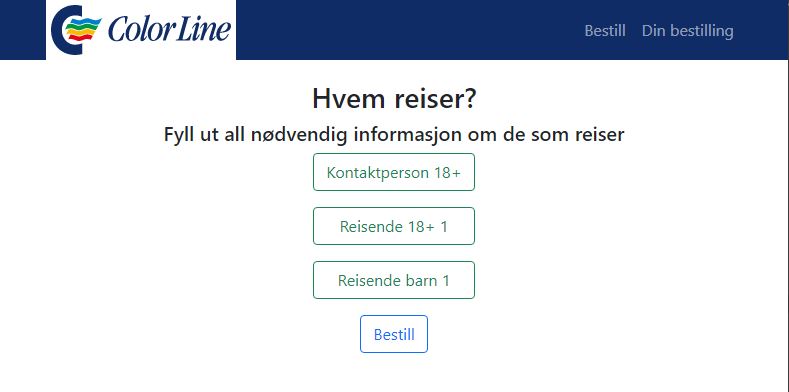 Color Line
Bestill Din bestilling
Hvem reiser?
Fyll ut all nødvendig informasjon om de som reiser
Kontaktperson 18+
Reisende 18+ 1
Reisende barn 1
Bestill